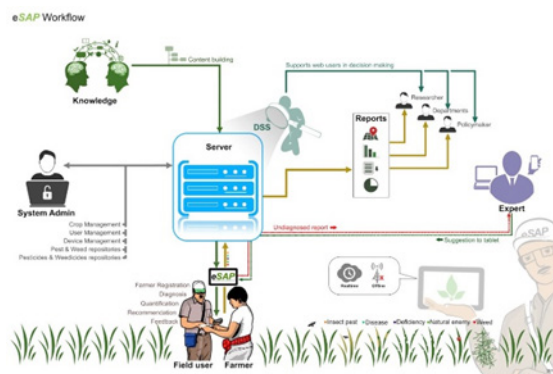 eSAP Workflow
Content building
Supports web users in decision making
Knowledge
Researcher
Departments
Policymaker
DSS
Reports
Server
System Admin
Expert
Crop Management
User Management
Device Management
Pest & Weed repositories
Pesticides & Weedicides repositories
Undiagnosed report
Suggestion to tablet
eSAP
eSAP
Farmer Registration
Diagnosis
Quantification
Recommendation
Feedback
Realtime
Offline
Insect pest
Disease
Deficiency
Natural enemy
Weed
Field user
Farmer